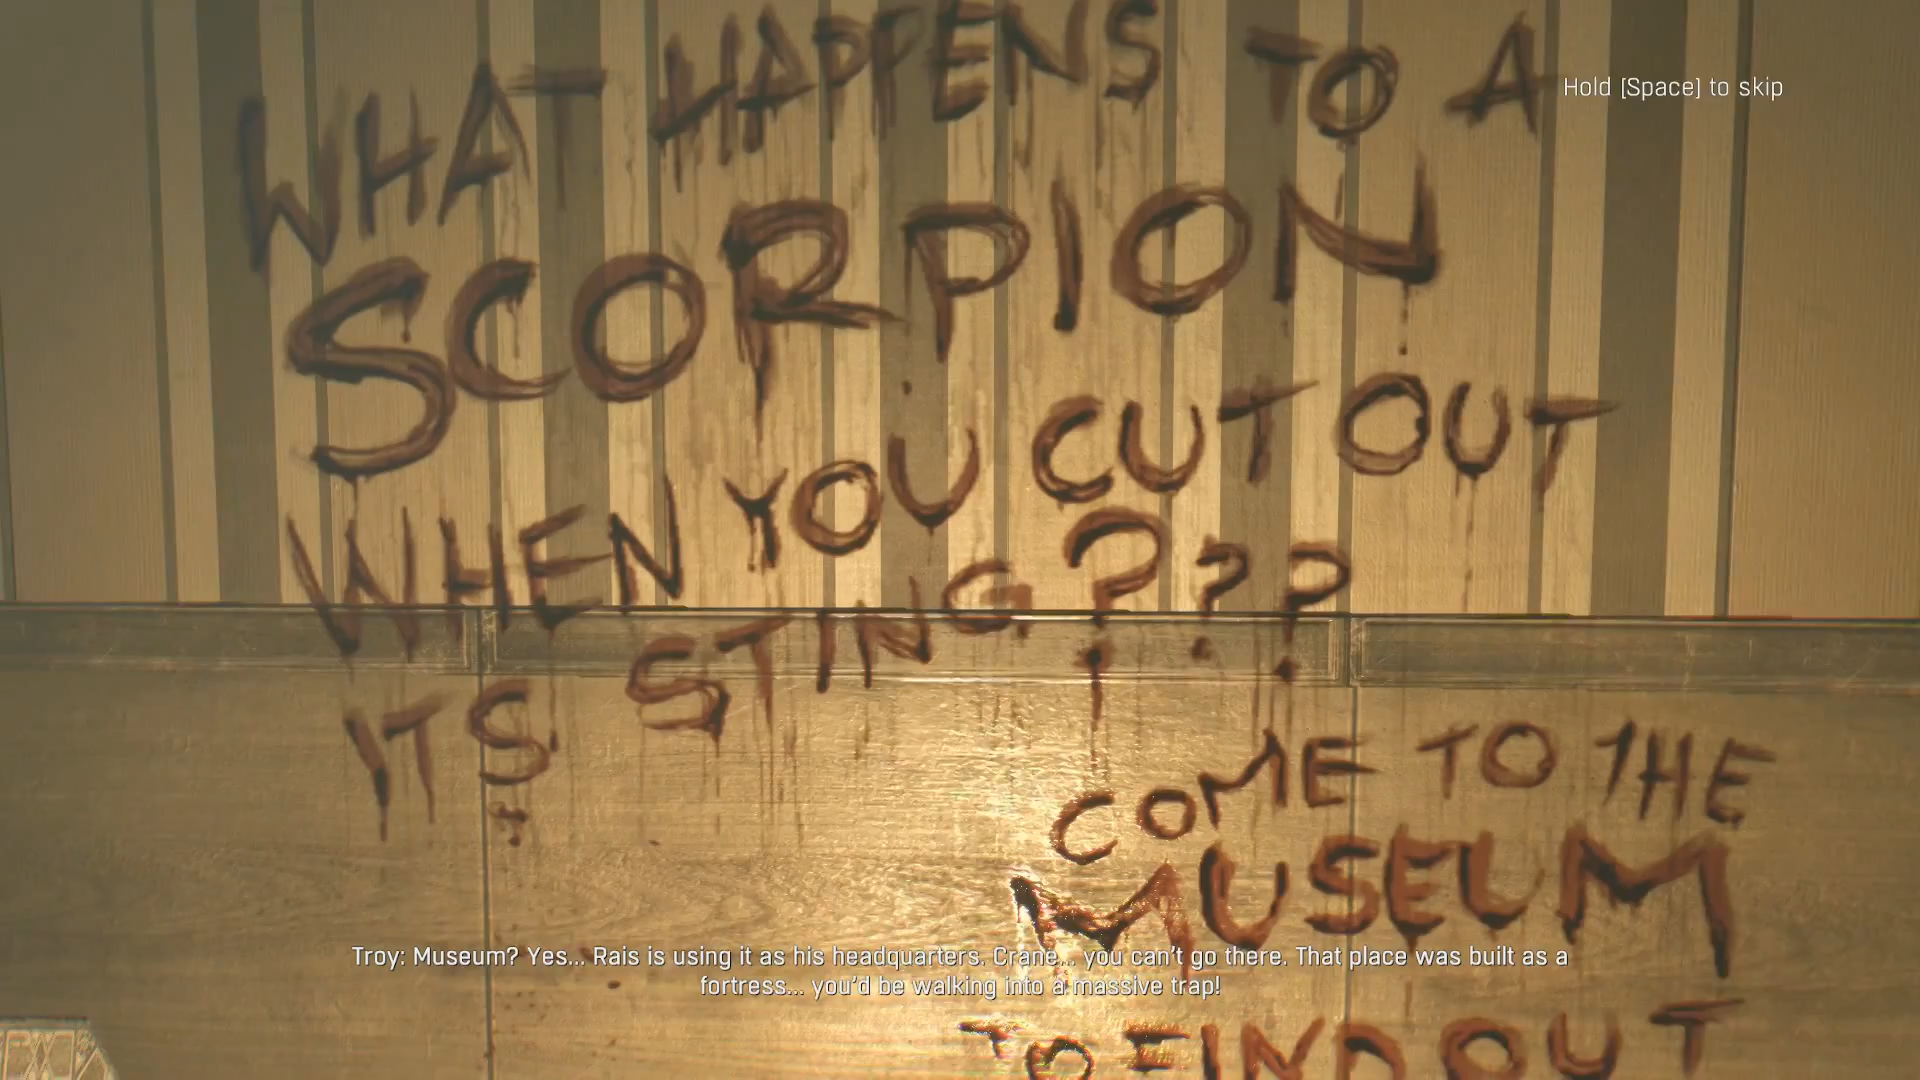 Hold [Space] to skip
WHAT HAPPENS TO A
SCORPION
WHEN YOU CUT OUT
ITS STING???
COME TO THE
MUSEUM
TO FIND OUT
Troy: Museum? Yes... Rais is using it as his headquarters. Crane... you can't go there. That place was built as a
fortress... you'd be walking into a massive trap!